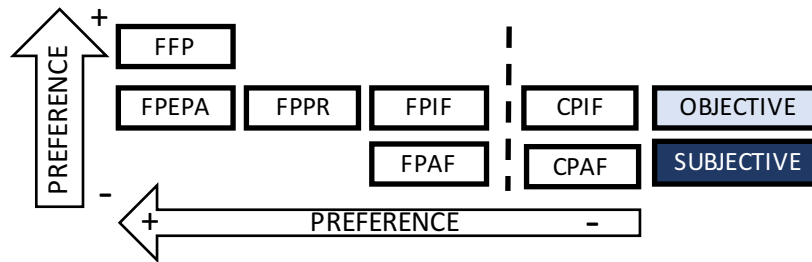 +
FFP
PREFERENCE
FPEPA FPPR FPIF CPIF OBJECTIVE
FPAF CPAF SUBJECTIVE
-
+ PREFERENCE -